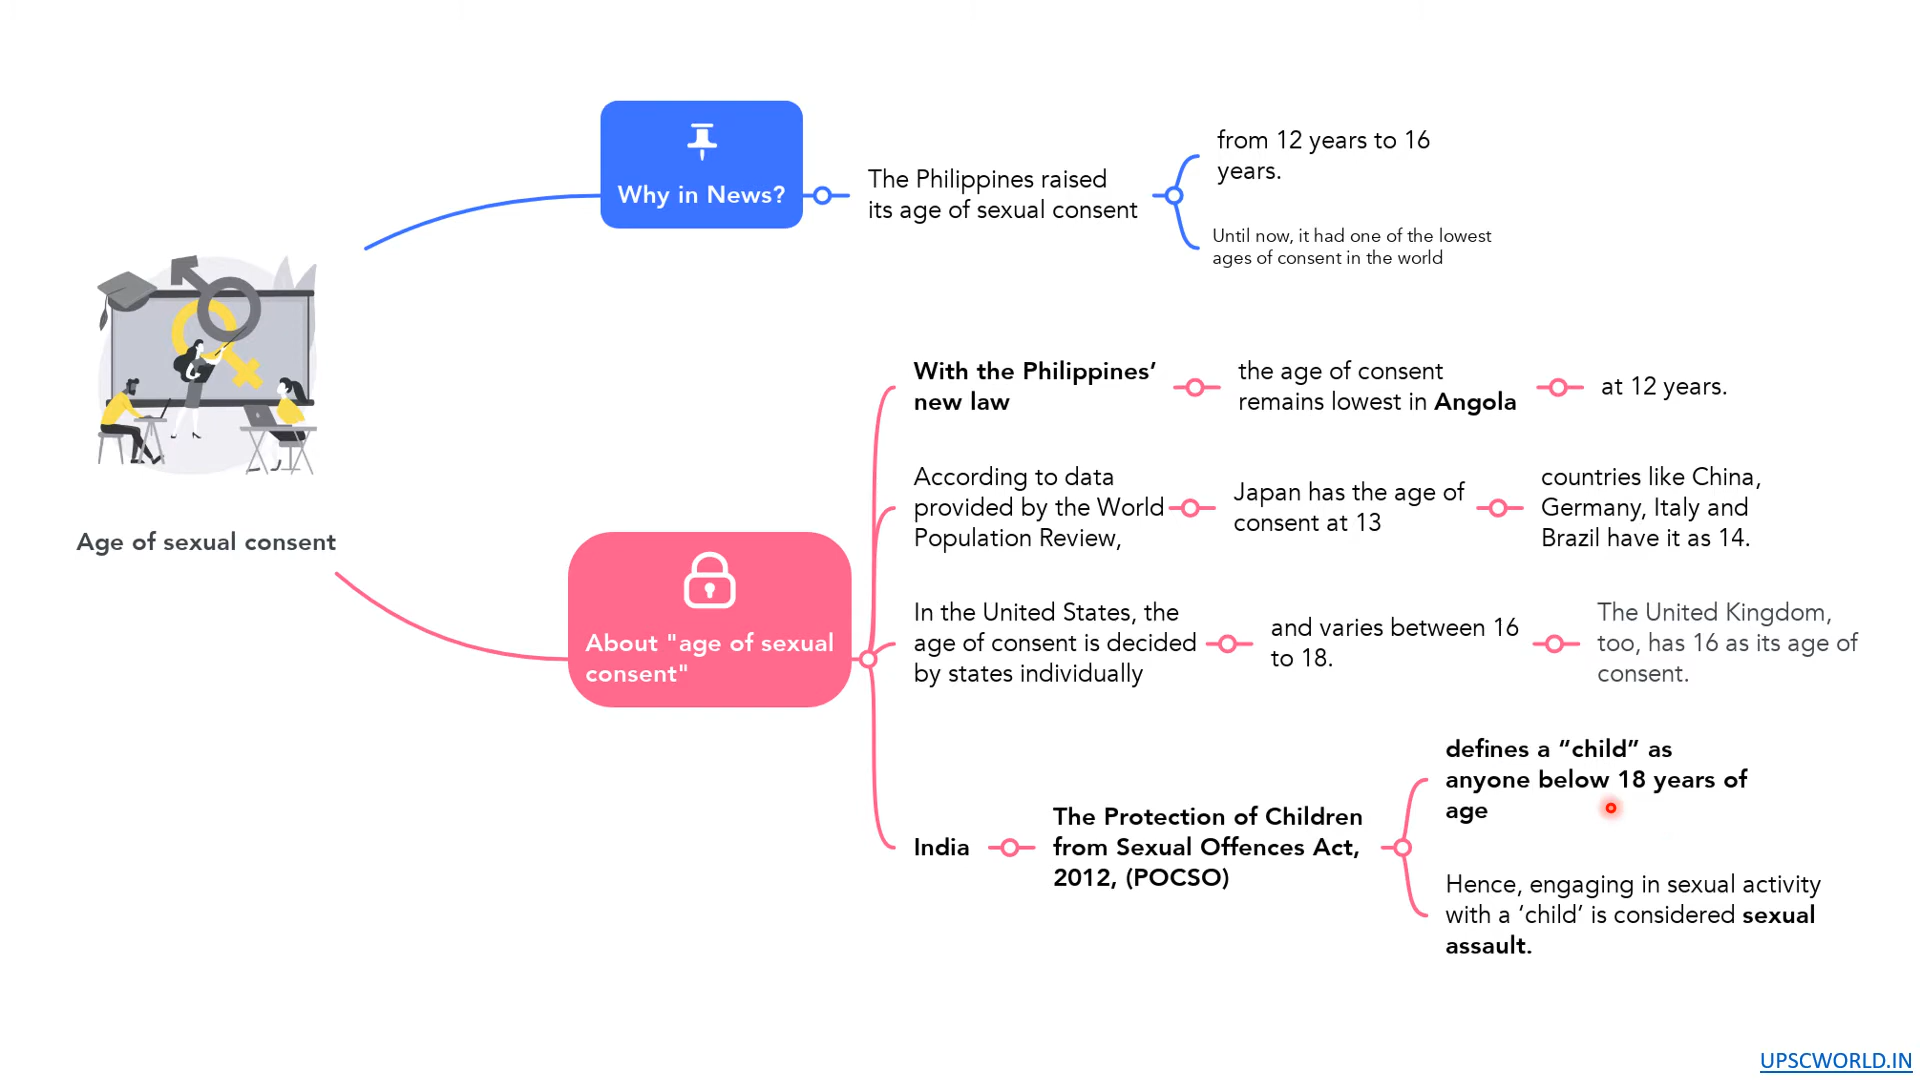 Why in News?
The Philippines raised
its age of sexual consent
from 12 years to 16
years.
Until now, it had one of the lowest
ages of consent in the world
Age of sexual consent
About "age of sexual
consent"
With the Philippines’
new law
the age of consent
remains lowest in Angola
at 12 years.
According to data
provided by the World
Population Review,
Japan has the age of
consent at 13
countries like China,
Germany, Italy and
Brazil have it as 14.
In the United States, the
age of consent is decided
by states individually
and varies between 16
to 18.
The United Kingdom,
too, has 16 as its age of
consent.
India
The Protection of Children
from Sexual Offences Act,
2012, (POCSO)
defines a “child” as
anyone below 18 years of
age
Hence, engaging in sexual activity
with a ‘child’ is considered sexual
assault.
UPSCWORLD.IN